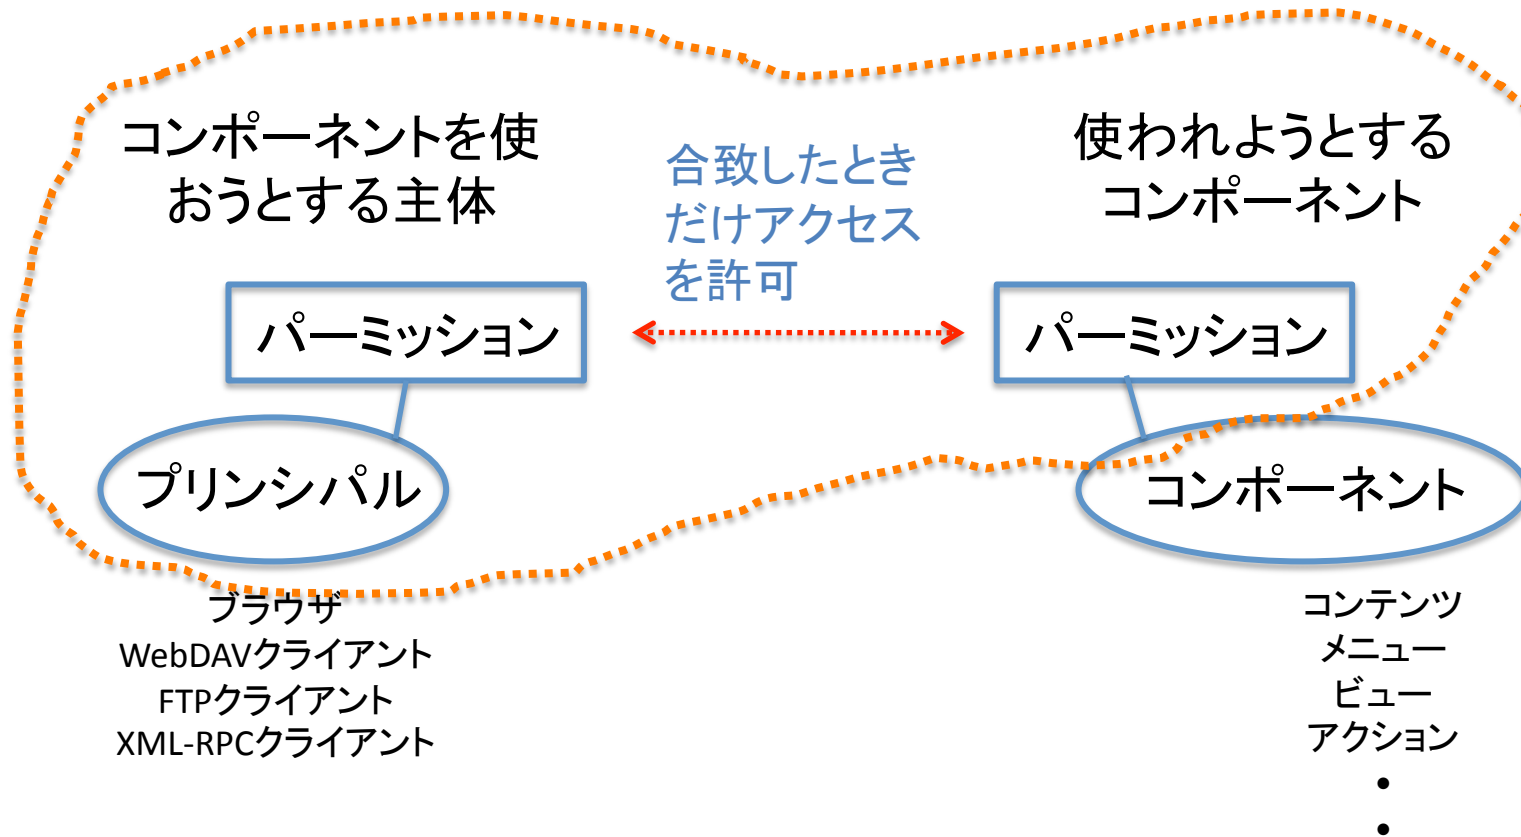 コンポーネントを使
おうとする主体
合致したとき
だけアクセス
を許可
使われようとする
コンポーネント
パーミッション
パーミッション
プリンシパル
コンポーネント
ブラウザ
WebDAVクライアント
FTPクライアント
XML-RPCクライアント
コンテンツ
メニュー
ビュー
アクション
・
・